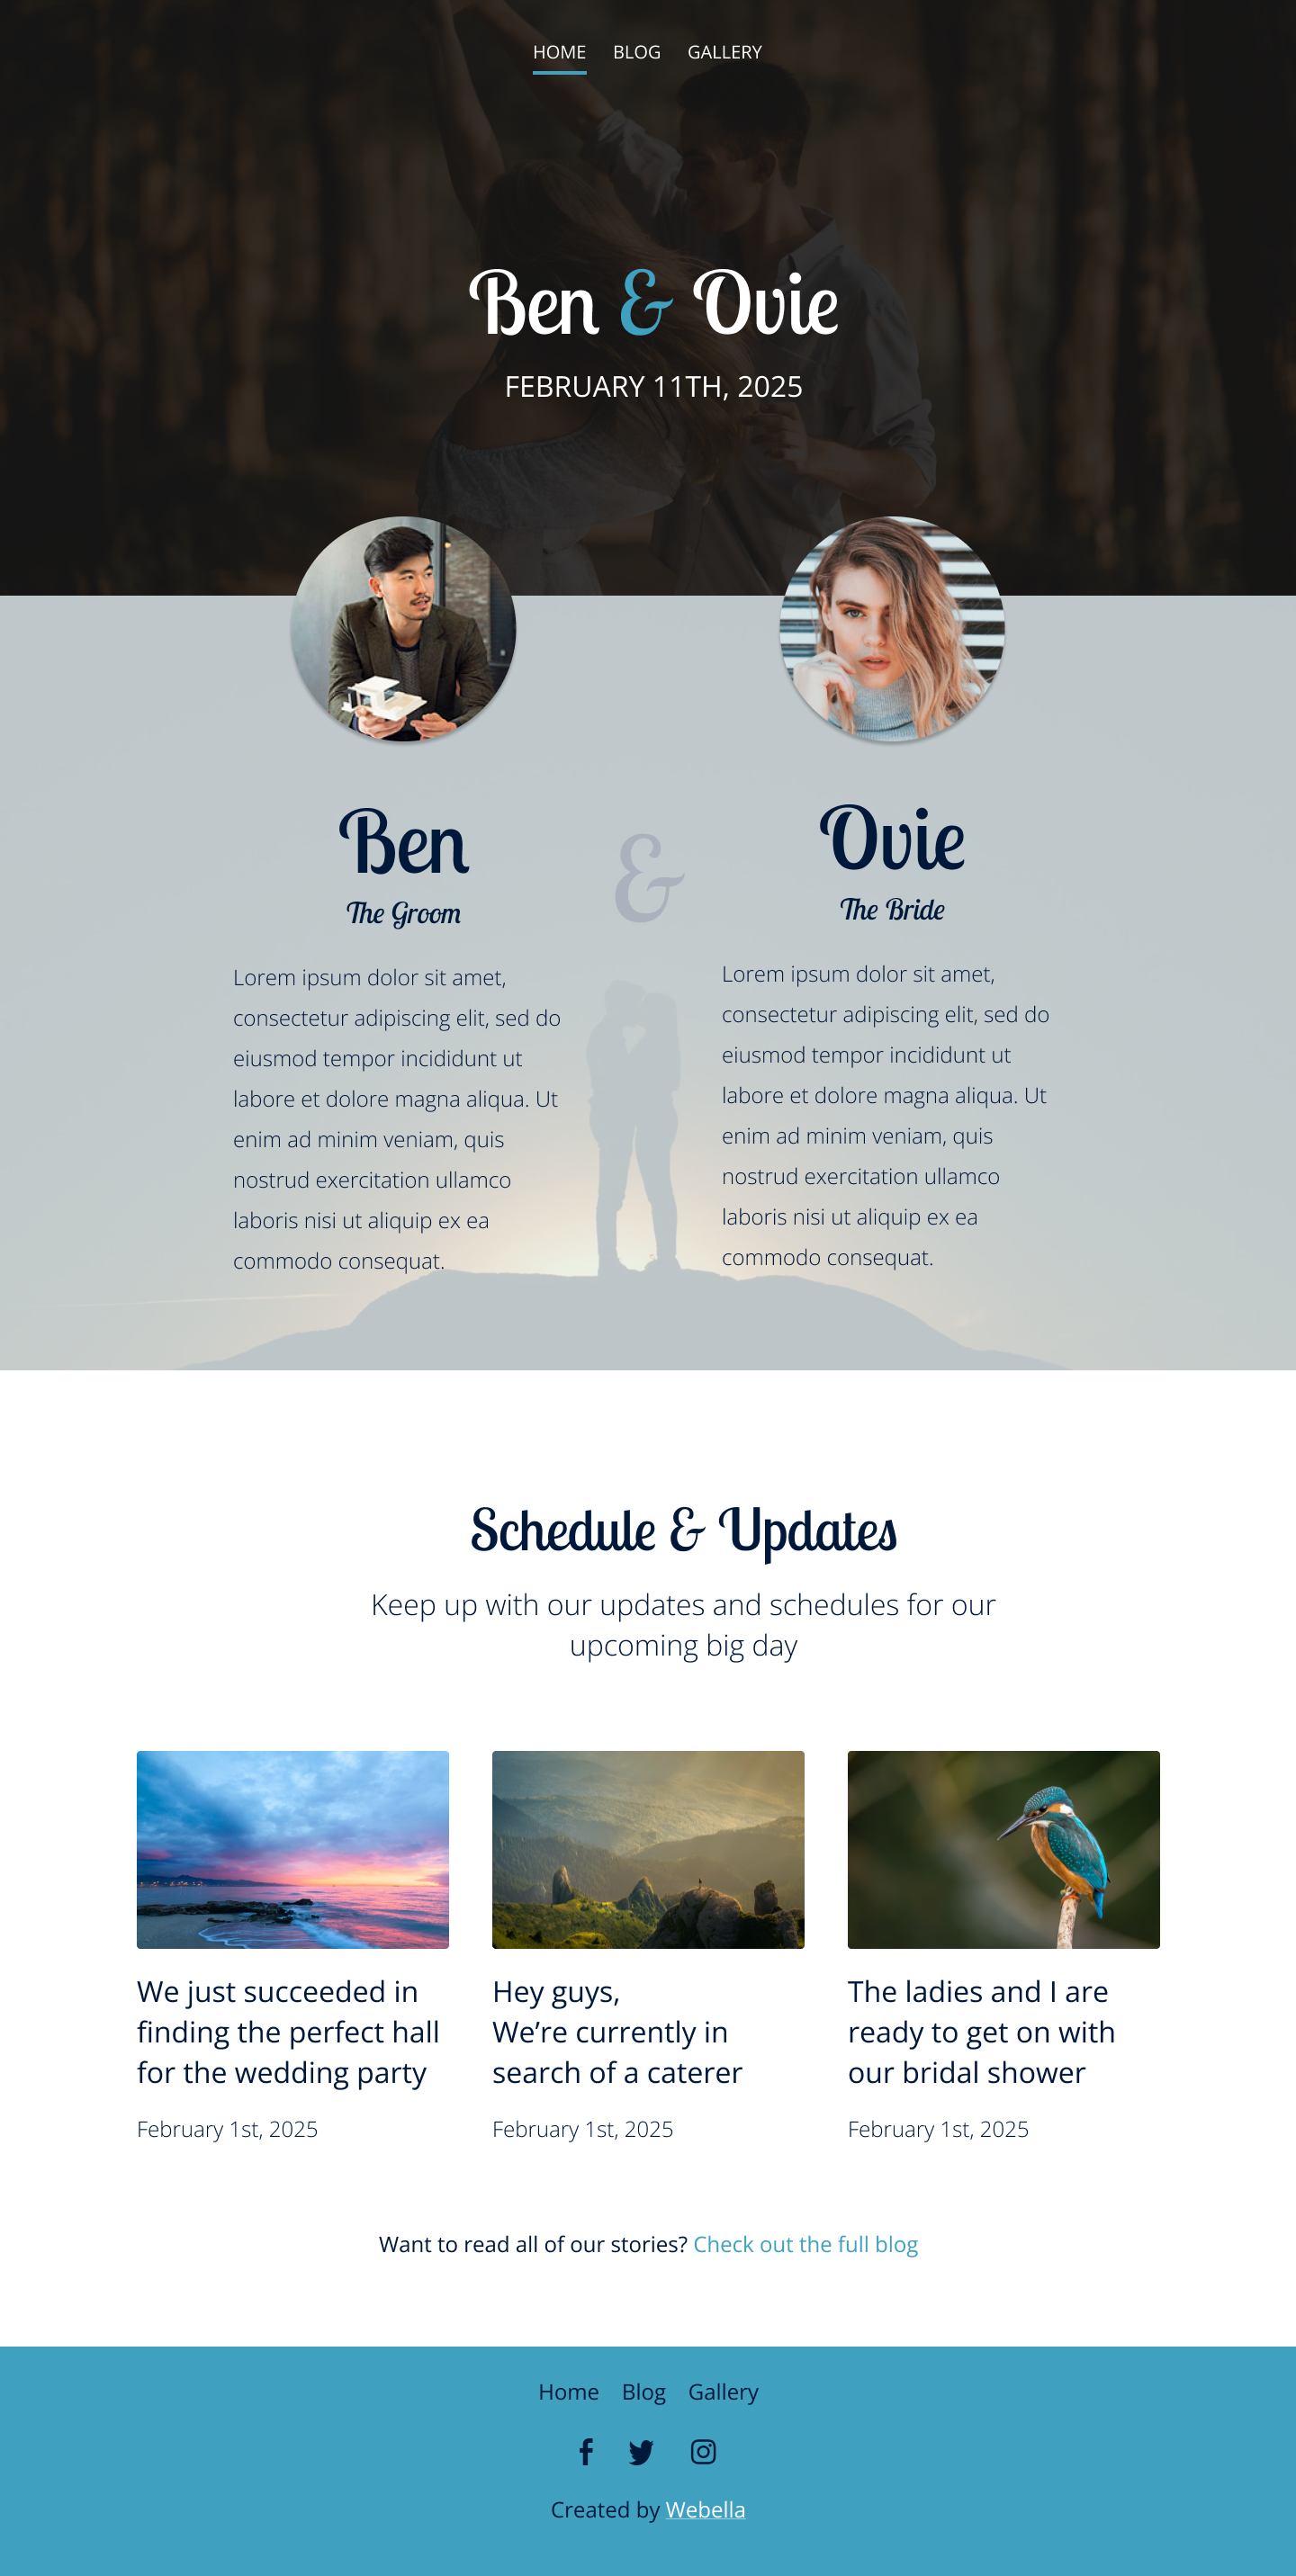 HOME BLOG GALLERY
Ben & Ovie
FEBRUARY 11TH, 2025
Ben
The Groom
Lorem ipsum dolor sit amet,
consectetur adipiscing elit, sed do
eiusmod tempor incididunt ut
labore et dolore magna aliqua. Ut
enim ad minim veniam, quis
nostrud exercitation ullamco
laboris nisi ut aliquip ex ea
commodo consequat.
&
Ovie
The Bride
Lorem ipsum dolor sit amet,
consectetur adipiscing elit, sed do
eiusmod tempor incididunt ut
labore et dolore magna aliqua. Ut
enim ad minim veniam, quis
nostrud exercitation ullamco
laboris nisi ut aliquip ex ea
commodo consequat.
Schedule & Updates
Keep up with our updates and schedules for our
upcoming big day
We just succeeded in
finding the perfect hall
for the wedding party
February 1st, 2025
Hey guys,
We’re currently in
search of a caterer
February 1st, 2025
The ladies and I are
ready to get on with
our bridal shower
February 1st, 2025
Want to read all of our stories? Check out the full blog
Home Blog Gallery
Created by Webella